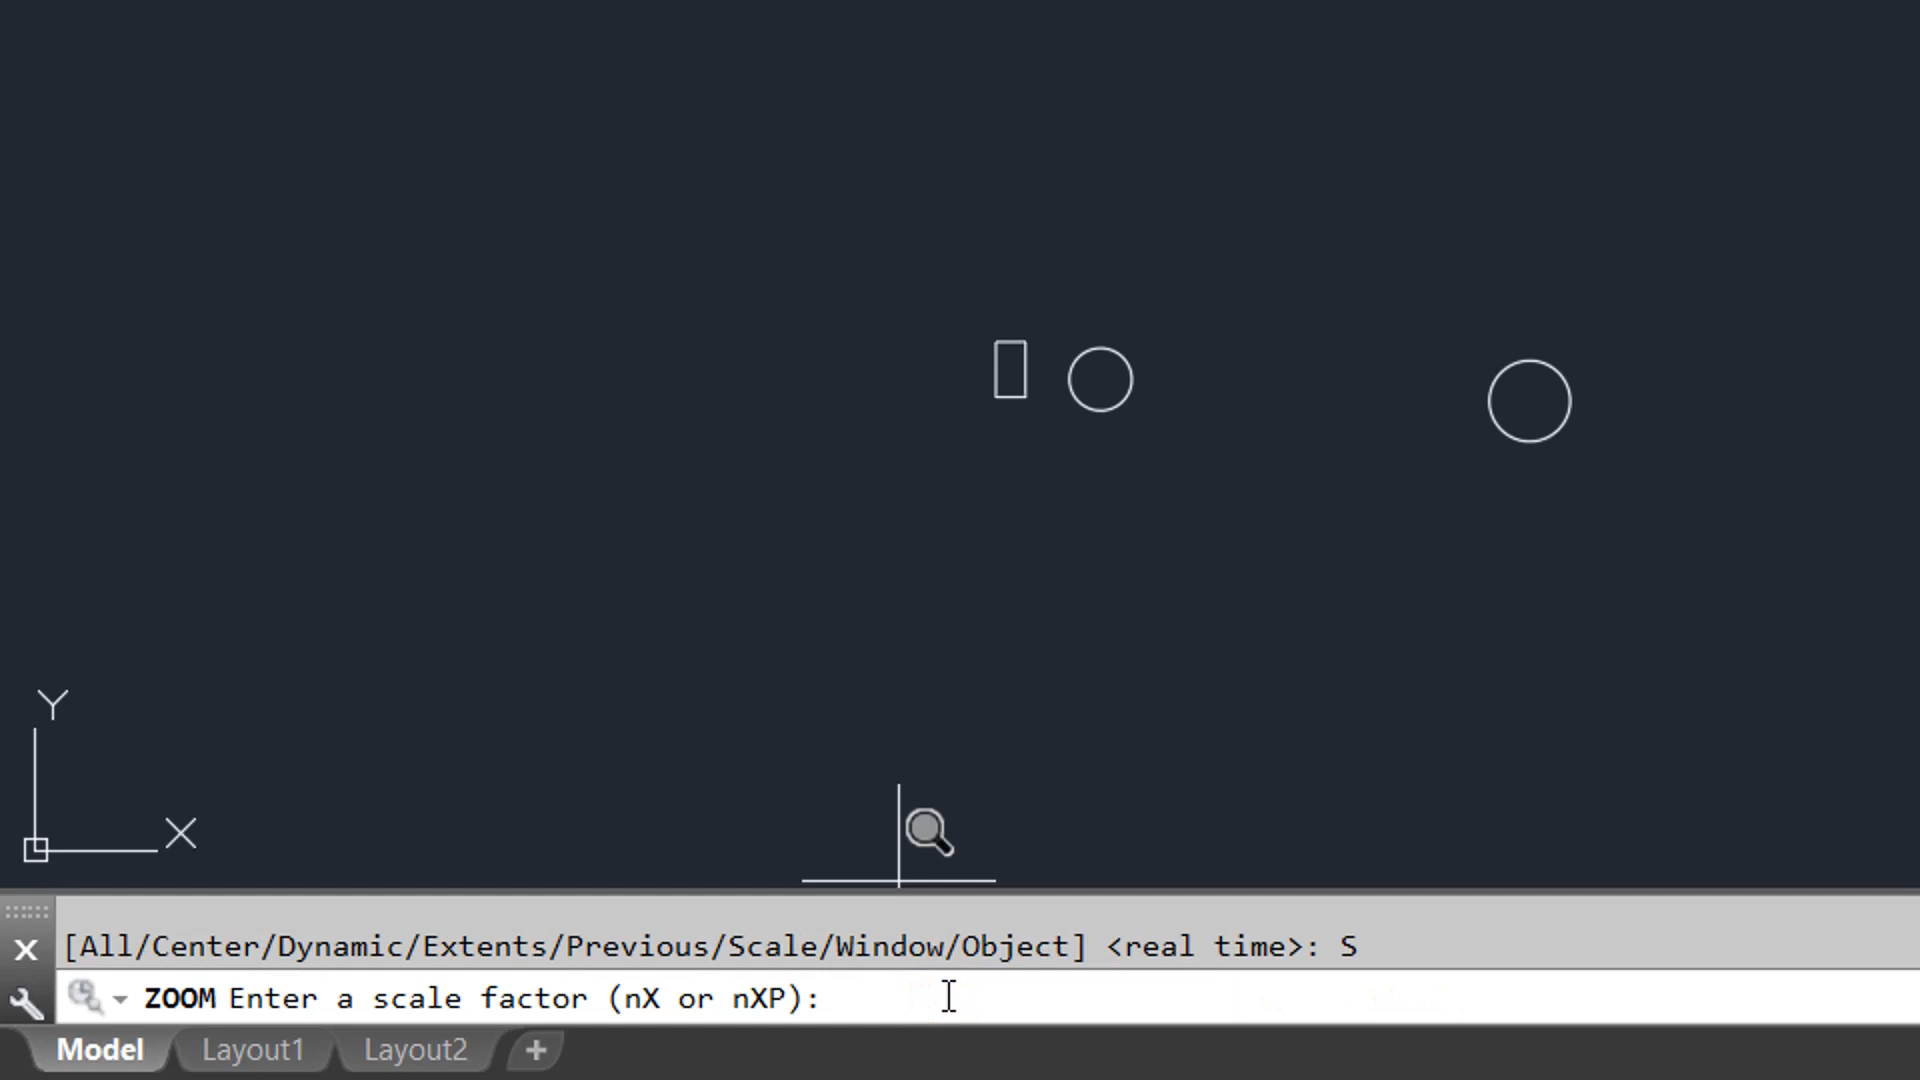 Y
X
[All/Center/Dynamic/Extents/Previous/Scale/Window/Object] <real time>: S
ZOOM Enter a scale factor (nX or nXP):
Model Layout1 Layout2 +